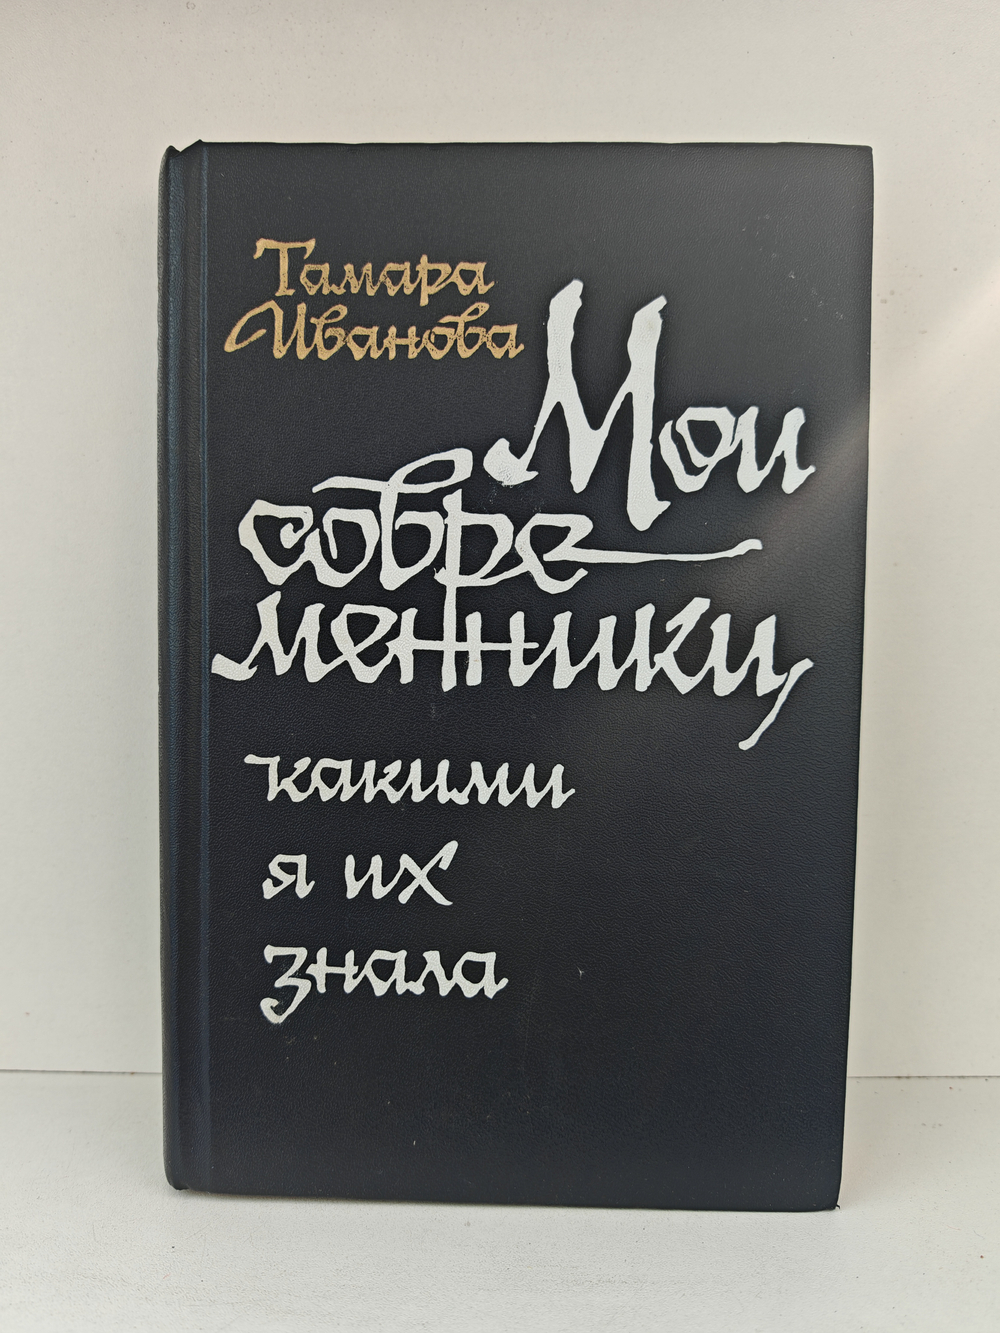 Тамара
Иванова
Мои
совре
менники,
какими
я их
знала